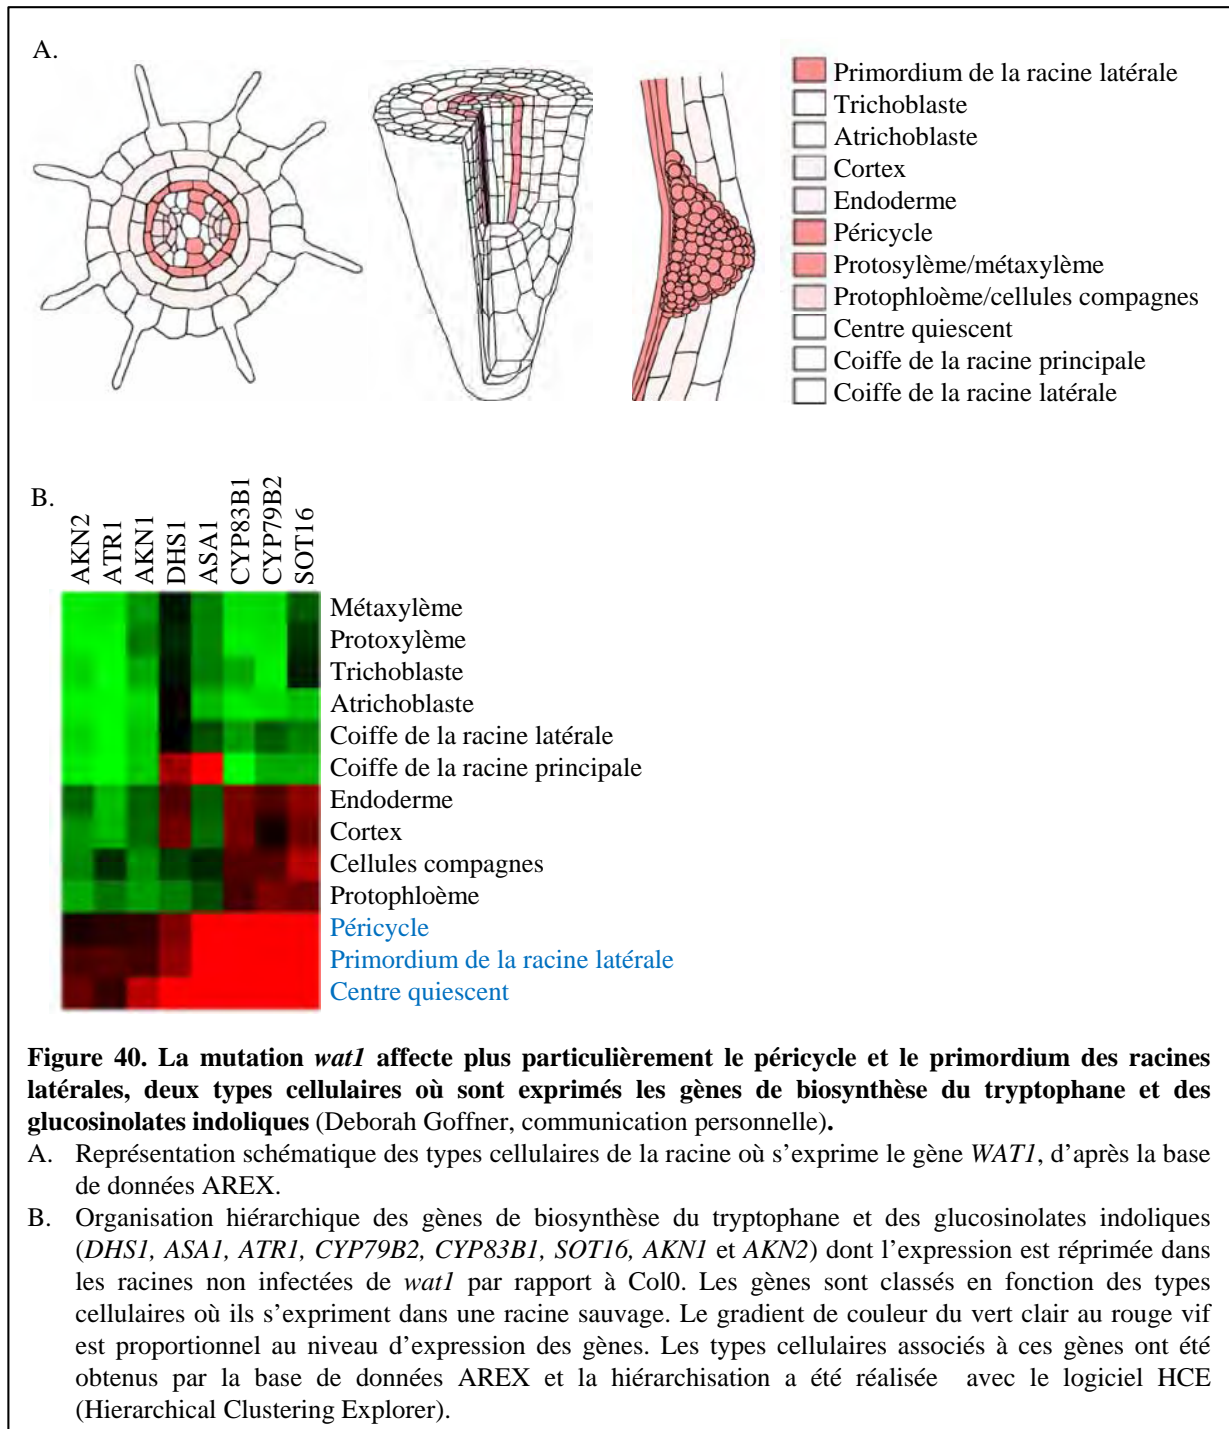 A.
Primordium de la racine latérale
Trichoblaste
Atrichoblaste
Cortex
Endoderme
Péricycle
Protosylème/métaxylème
Protophloème/cellules compagnes
Centre quiescent
Coiffe de la racine principale
Coiffe de la racine latérale
B.
AKN2
ATR1
AKN1
DHS1
ASA1
CYP83B1
CYP79B2
SOT16
Métaxylème
Protoxylème
Trichoblaste
Atrichoblaste
Coiffe de la racine latérale
Coiffe de la racine principale
Endoderme
Cortex
Cellules compagnes
Protophloème
Péricycle
Primordium de la racine latérale
Centre quiescent
Figure 40. La mutation wat1 affecte plus particulièrement le péricycle et le primordium des racines
latérales, deux types cellulaires où sont exprimés les gènes de biosynthèse du tryptophane et des
glucosinolates indoliques (Deborah Goffner, communication personnelle).
A. Représentation schématique des types cellulaires de la racine où s'exprime le gène WAT1, d'après la base
de données AREX.
B. Organisation hiérarchique des gènes de biosynthèse du tryptophane et des glucosinolates indoliques
(DHS1, ASA1, ATR1, CYP79B2, CYP83B1, SOT16, AKN1 et AKN2) dont l'expression est réprimée dans
les racines non infectées de wat1 par rapport à Col0. Les gènes sont classés en fonction des types
cellulaires où ils s'expriment dans une racine sauvage. Le gradient de couleur du vert clair au rouge vif
est proportionnel au niveau d'expression des gènes. Les types cellulaires associés à ces gènes ont été
obtenus par la base de données AREX et la hiérarchisation a été réalisée avec le logiciel HCE
(Hierarchical Clustering Explorer).